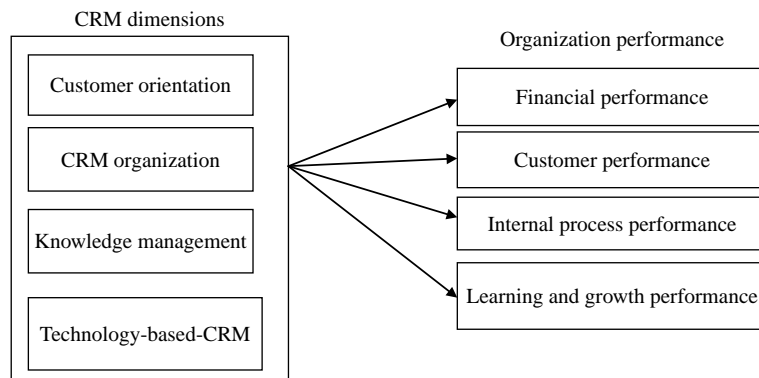 CRM dimensions
Customer orientation
CRM organization
Knowledge management
Technology-based-CRM
Organization performance
Financial performance
Customer performance
Internal process performance
Learning and growth performance